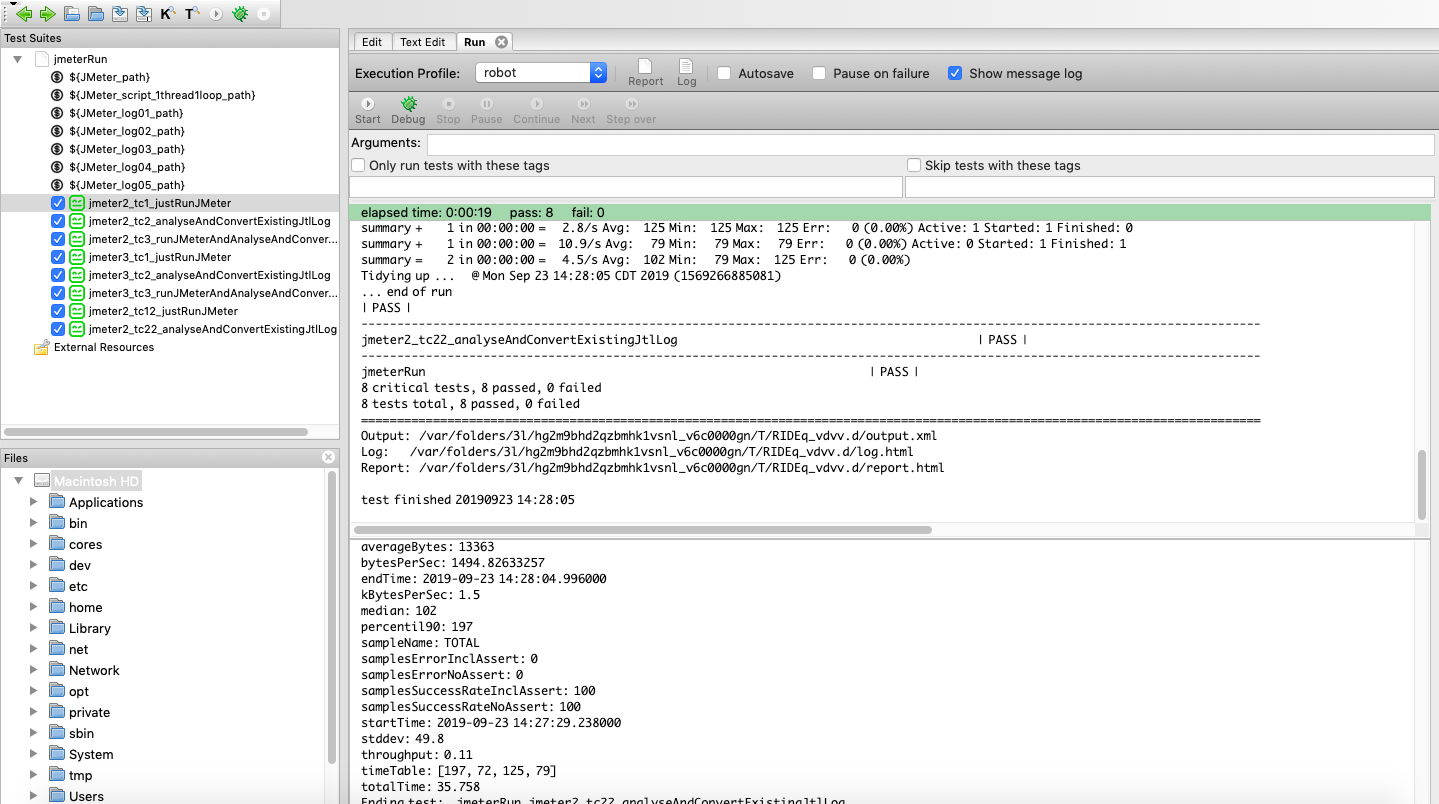 K T
Test Suites
jmeterRun
${JMeter_path}
${JMeter_script_1thread1loop_path}
${JMeter_log01_path}
${JMeter_log02_path}
${JMeter_log03_path}
${JMeter_log04_path}
${JMeter_log05_path}
jmeter2_tc1_justRunJMeter
jmeter2_tc2_analyseAndConvertExistingJtlLog
jmeter2_tc3_runJMeterAndAnalyseAndConver...
jmeter3_tc1_justRunJMeter
jmeter3_tc2_analyseAndConvertExistingJtlLog
jmeter3_tc3_runJMeterAndAnalyseAndConver...
jmeter2_tc12_justRunJMeter
jmeter2_tc22_analyseAndConvertExistingJtlLog
External Resources
Files
Macintosh HD
Applications
bin
cores
dev
etc
home
Library
net
Network
opt
private
sbin
System
tmp
Users
Edit Text Edit Run
Execution Profile: robot Report Log Autosave Pause on failure Show message log
Start Debug Stop Pause Continue Next Step over
Arguments:
Only run tests with these tags Skip tests with these tags
elapsed time: 0:00:19 pass: 8 fail: 0
summary + 1 in 00:00:00 = 2.8/s Avg: 125 Min: 125 Max: 125 Err: 0 (0.00%) Active: 1 Started: 1 Finished: 0
summary + 1 in 00:00:00 = 10.9/s Avg: 79 Min: 79 Max: 79 Err: 0 (0.00%) Active: 0 Started: 1 Finished: 1
summary = 2 in 00:00:00 = 4.5/s Avg: 102 Min: 79 Max: 125 Err: 0 (0.00%)
Tidying up ... @ Mon Sep 23 14:28:05 CDT 2019 (1569266885081)
... end of run
| PASS |
------------------------------------------------------------------------------
jmeter2_tc22_analyseAndConvertExistingJtlLog | PASS |
------------------------------------------------------------------------------
jmeterRun | PASS |
8 critical tests, 8 passed, 0 failed
8 tests total, 8 passed, 0 failed
==============================================================================
Output: /var/folders/3l/hg2m9bhd2qzbmhk1vsnl_v6c0000gn/T/RIDEq_vdvv.d/output.xml
Log: /var/folders/3l/hg2m9bhd2qzbmhk1vsnl_v6c0000gn/T/RIDEq_vdvv.d/log.html
Report: /var/folders/3l/hg2m9bhd2qzbmhk1vsnl_v6c0000gn/T/RIDEq_vdvv.d/report.html
test finished 20190923 14:28:05
averageBytes: 13363
bytesPerSec: 1494.82633257
endTime: 2019-09-23 14:28:04.996000
kBytesPerSec: 1.5
median: 102
percentil90: 197
sampleName: TOTAL
samplesErrorInclAssert: 0
samplesErrorNoAssert: 0
samplesSuccessRateInclAssert: 100
samplesSuccessRateNoAssert: 100
startTime: 2019-09-23 14:27:29.238000
stddev: 49.8
throughput: 0.11
timeTable: [197, 72, 125, 79]
totalTime: 35.758
Ending test: jmeterRun.jmeter2_tc22_analyseAndConvertExistingJtlLog